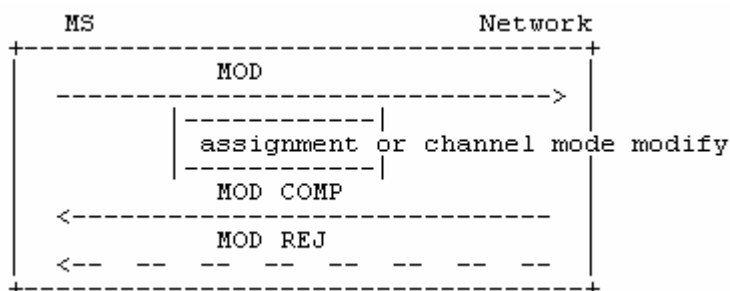 MS Network
MOD
assignment or channel mode modify
MOD COMP
MOD REJ